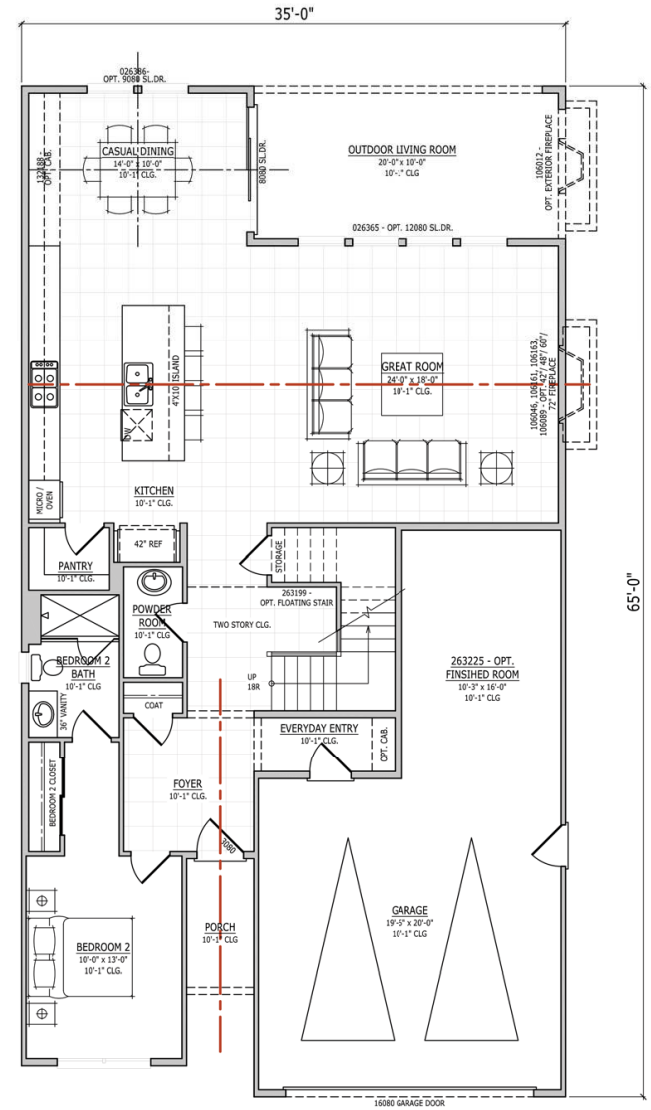 35'-0"
026386-
OPT. 9080 SL.DR.
CASUAL DINING
14'-0" x 10'-0"
10'-1" CLG.
132188 -
OPT. CAB.
8080 SL.DR.
OUTDOOR LIVING ROOM
20'-0" x 10'-0"
10'-." CLG
106012 -
OPT. EXTERIOR FIREPLACE
026365 - OPT. 12080 SL.DR.
4'X10' ISLAND
DW
GREAT ROOM
24'-0" x 18'-0"
10'-1" CLG.
106046, 106161, 106163,
106089 - OPT. 42"/ 48"/ 60"/
72" FIREPLACE
MICRO /
OVEN
KITCHEN
10'-1" CLG.
42" REF
PANTRY
10'-1" CLG.
STORAGE
65'-0"
263199 -
OPT. FLOATING STAIR
POWDER
ROOM
10'-1" CLG
TWO STORY CLG.
BEDROOM 2
BATH
10'-1" CLG
263225 - OPT.
FINSIHED ROOM
10'-3" x 16'-0"
10'-1" CLG
UP
18R
36" VANITY
COAT
EVERYDAY ENTRY
10'-1" CLG.
OPT. CAB.
BEDROOM 2 CLOSET
FOYER
10'-1" CLG.
3080
GARAGE
19'-5" x 20'-0"
10'-1" CLG
PORCH
10'-1" CLG
BEDROOM 2
10'-0" x 13'-0"
10'-1" CLG.
16080 GARAGE DOOR